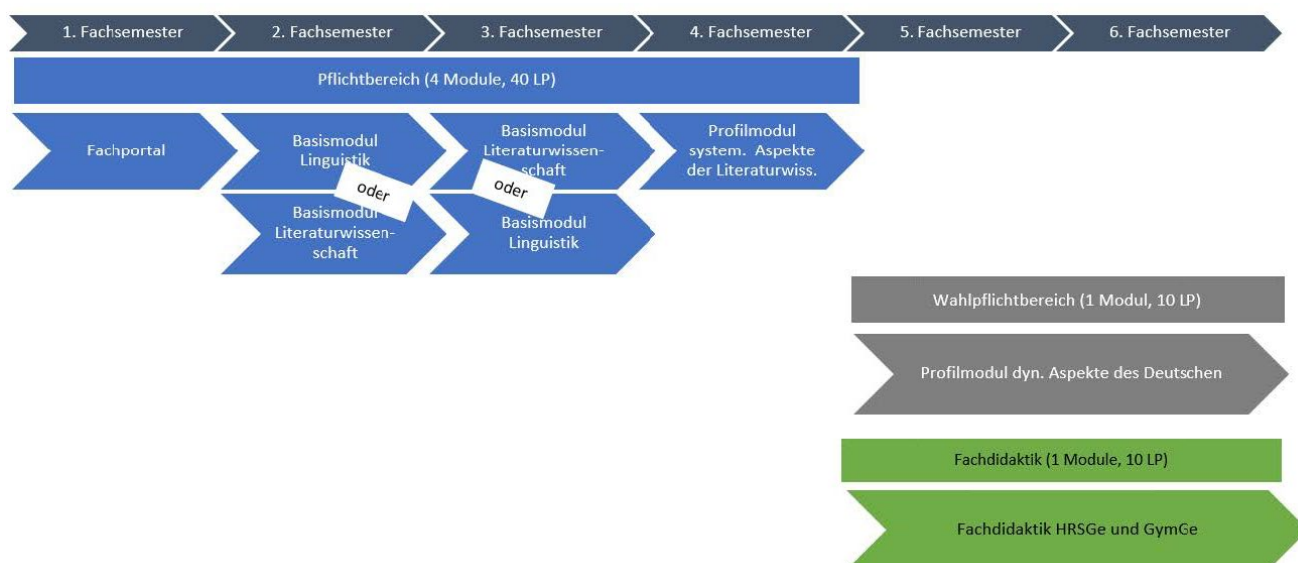 1. Fachsemester
2. Fachsemester
3. Fachsemester
4. Fachsemester
5. Fachsemester
6. Fachsemester
Pflichtbereich (4 Module, 40 LP)
Fachportal
Basismodul
Linguistik
oder
Basismodul
Literaturwissen-
schaft
Basismodul
Literaturwissen-
schaft
oder
Basismodul
Linguistik
Profilmodul
system. Aspekte
der Literaturwiss.
Wahlpflichtbereich (1 Modul, 10 LP)
Profilmodul dyn. Aspekte des Deutschen
Fachdidaktik (1 Module, 10 LP)
Fachdidaktik HRSGe und GymGe